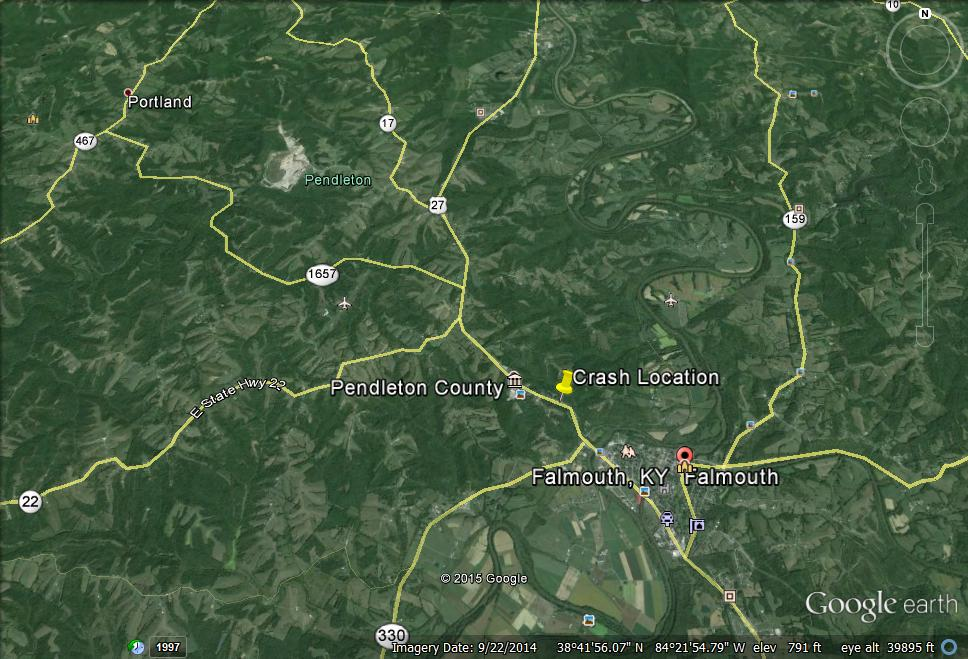 10
N
Portland
467
17
Pendleton
27
159
1657
E State Hwy 22
Pendleton County
Crash Location
22
Falmouth, KY
Falmouth
© 2015 Google
Google earth
330
1997
Imagery Date: 9/22/2014 38°41'56.07" N 84°21'54.79" W elev 791 ft eye alt 39895 ft